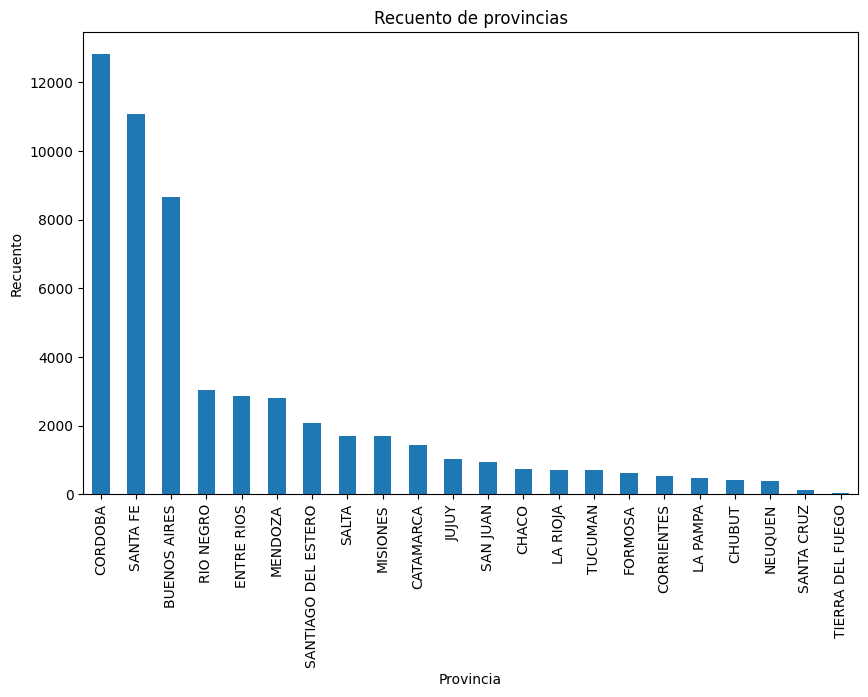 Recuento de provincias
12000
10000
8000
6000
4000
2000
0
Recuento
CORDOBA
SANTA FE
BUENOS AIRES
RIO NEGRO
ENTRE RIOS
MENDOZA
SANTIAGO DEL ESTERO
SALTA
MISIONES
CATAMARCA
JUJUY
SAN JUAN
CHACO
LA RIOJA
TUCUMAN
FORMOSA
CORRIENTES
LA PAMPA
CHUBUT
NEUQUEN
SANTA CRUZ
TIERRA DEL FUEGO
Provincia